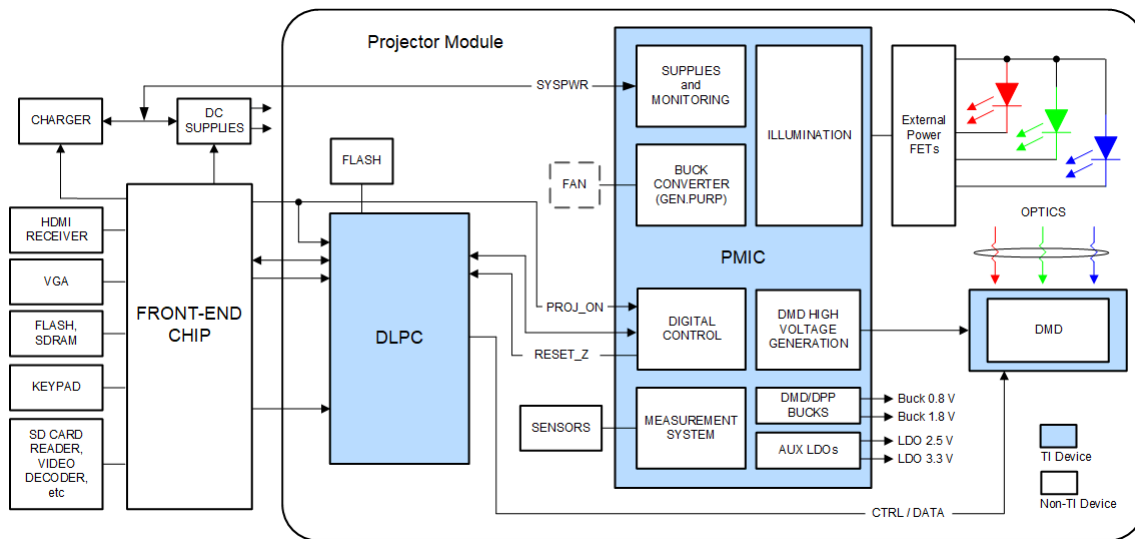 Projector Module
SYSPWR
CHARGER
DC
SUPPLIES
FLASH
SUPPLIES
and
MONITORING
ILLUMINATION
External
Power
FETs
FAN
BUCK
CONVERTER
(GEN.PURP)
HDMI
RECEIVER
VGA
FLASH,
SDRAM
KEYPAD
SD CARD
READER,
VIDEO
DECODER,
etc
FRONT-END
CHIP
DLPC
PMIC
OPTICS
PROJ_ON
RESET_Z
DIGITAL
CONTROL
DMD HIGH
VOLTAGE
GENERATION
DMD
SENSORS
MEASUREMENT
SYSTEM
DMD/DPP
BUCKS
Buck 0.8 V
Buck 1.8 V
AUX LDOs
LDO 2.5 V
LDO 3.3 V
CTRL / DATA
TI Device
Non-TI Device